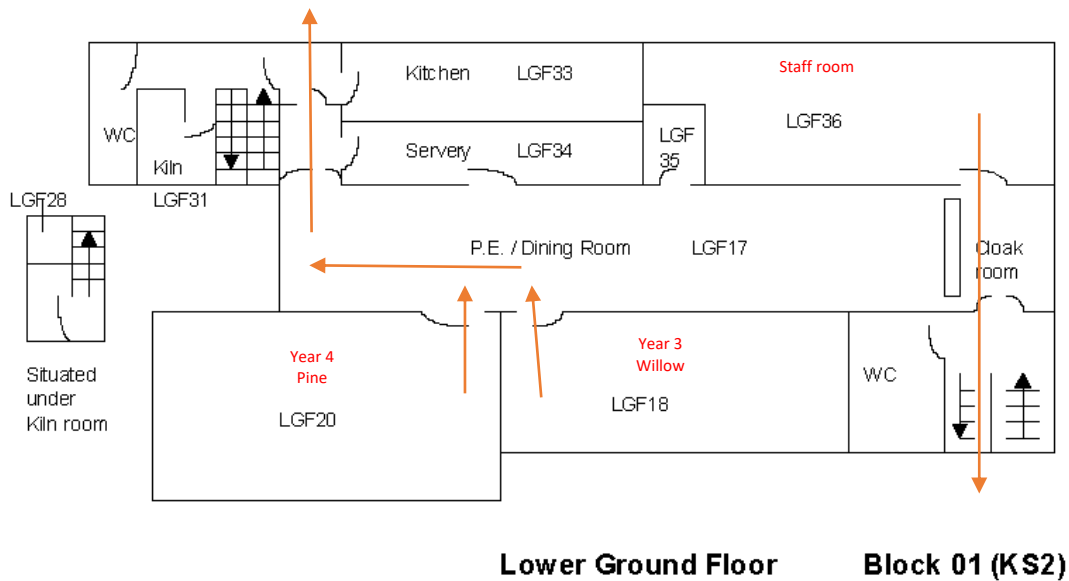 Kitchen LGF33
Staff room
LGF36
WC
Servery LGF34
LGF
35
Kiln
LGF28
LGF31
P.E. / Dining Room LGF17
Cloak
room
Year 4
Pine
Year 3
Willow
Situated
under
Kiln room
LGF20
LGF18
WC
Lower Ground Floor Block 01 (KS2)